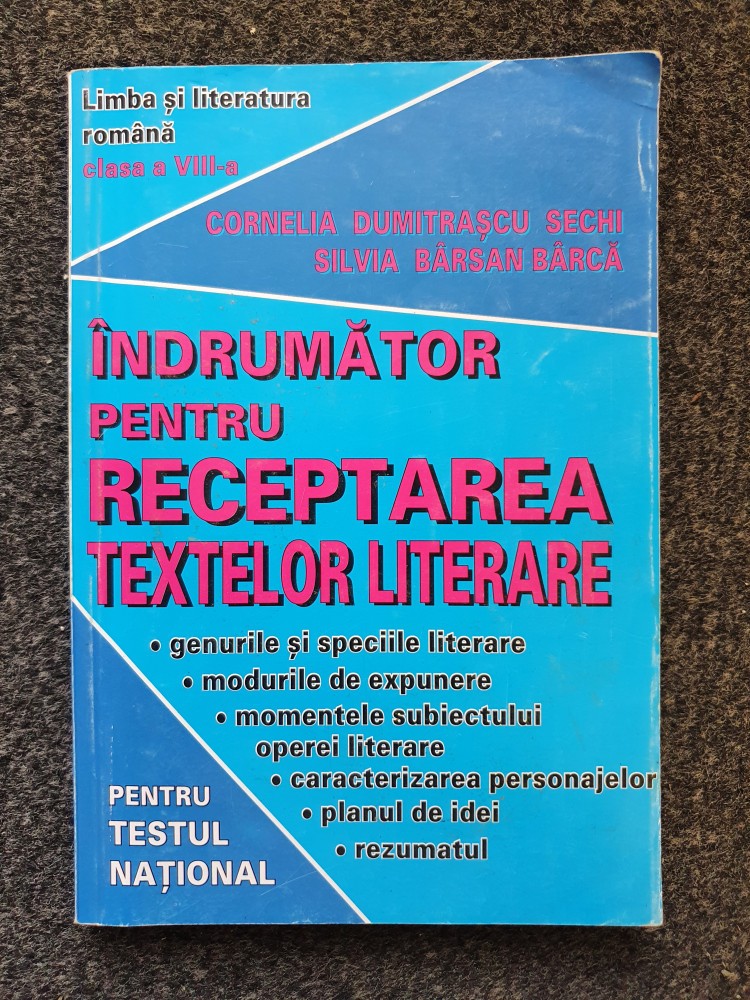 Limba și literatura
română
clasa a VIII-a
CORNELIA DUMITRAȘCU SECHI
SILVIA BÂRSAN BÂRCĂ
ÎNDRUMĂTOR
PENTRU
RECEPTAREA
TEXTELOR LITERARE
• genurile și speciile literare
• modurile de expunere
• momentele subiectului
operei literare
• caracterizarea personajelor
• planul de idei
• rezumatul
PENTRU
TESTUL
NAȚIONAL